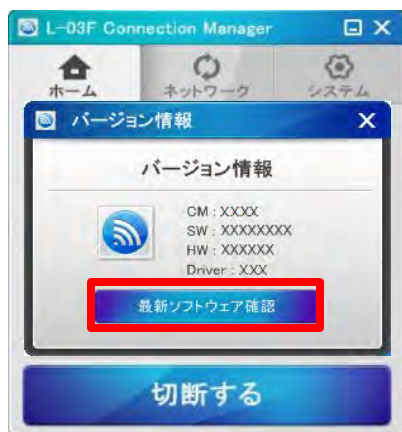 L-03F Connection Manager
ホーム
ネットワーク
システム
バージョン情報
バージョン情報
CM : XXXX
SW : XXXXXXXX
HW : XXXXXX
Driver : XXX
最新ソフトウェア確認
切断する